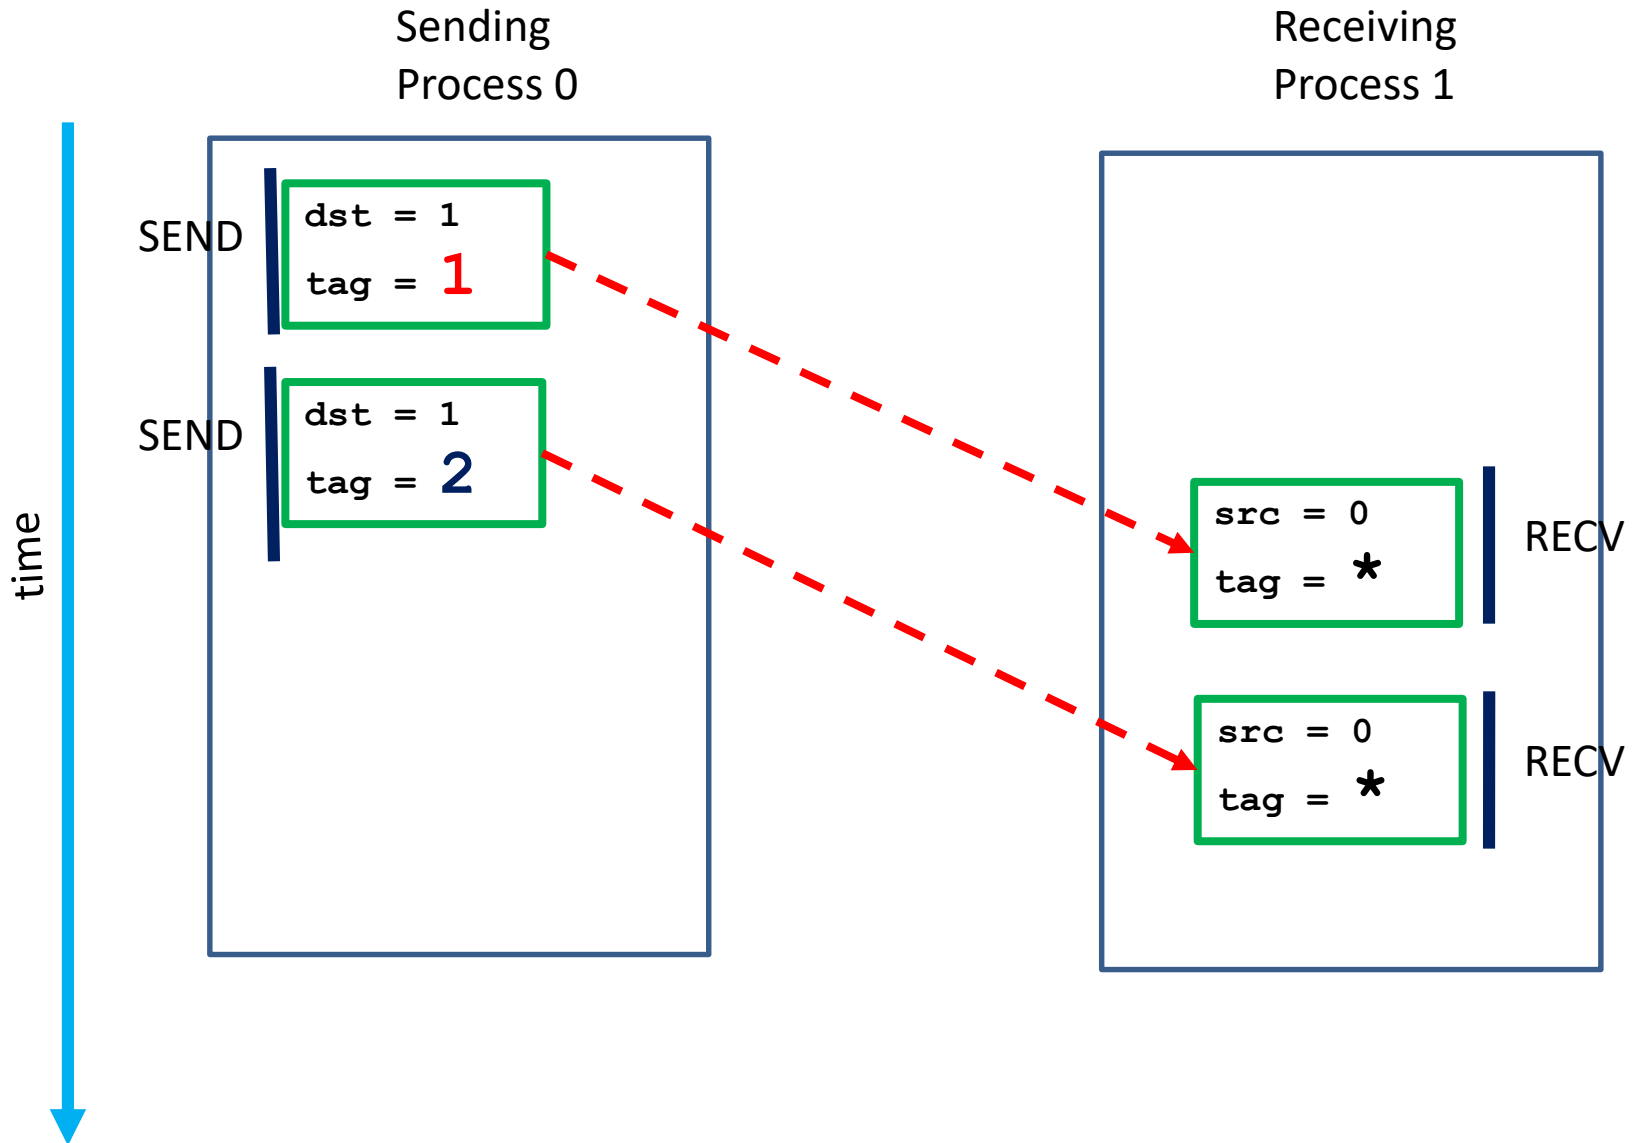 Sending
Process 0
Receiving
Process 1
time
SEND
dst = 1
tag = 1
SEND
dst = 1
tag = 2
src = 0
tag = *
RECV
src = 0
tag = *
RECV